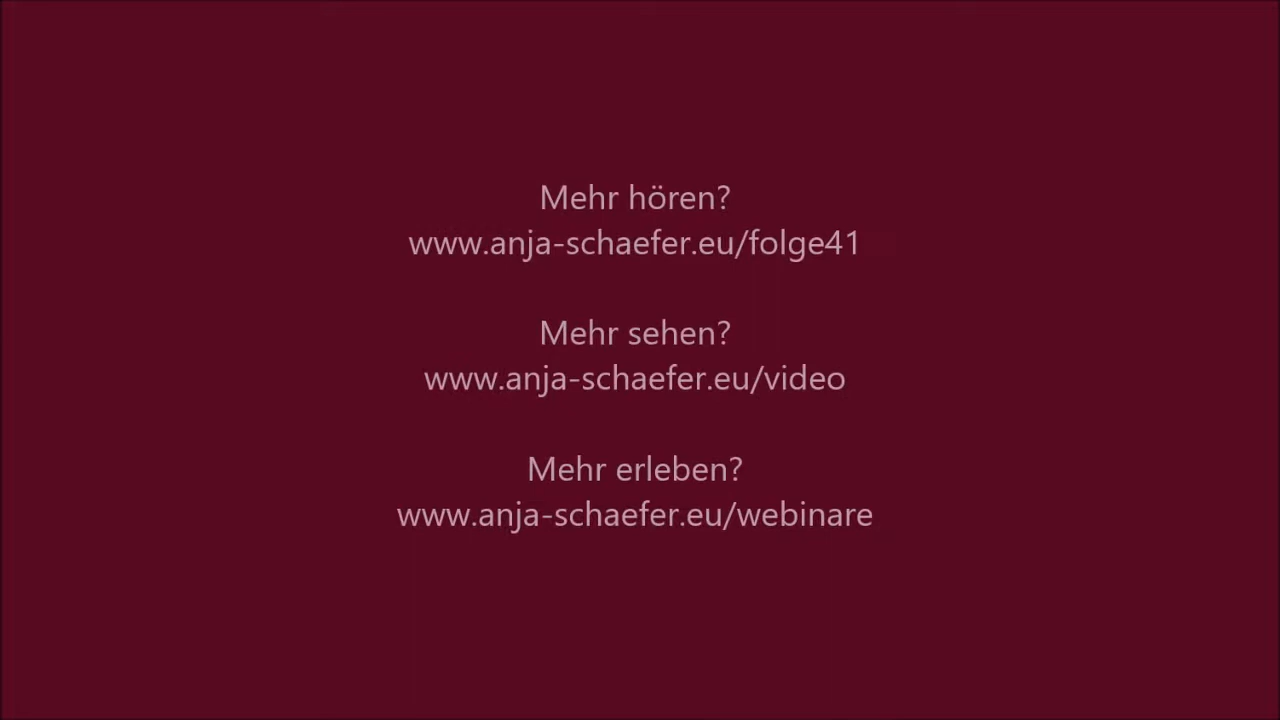 Mehr hören?
www.anja-schaefer.eu/folge41
Mehr sehen?
www.anja-schaefer.eu/video
Mehr erleben?
www.anja-schaefer.eu/webinare